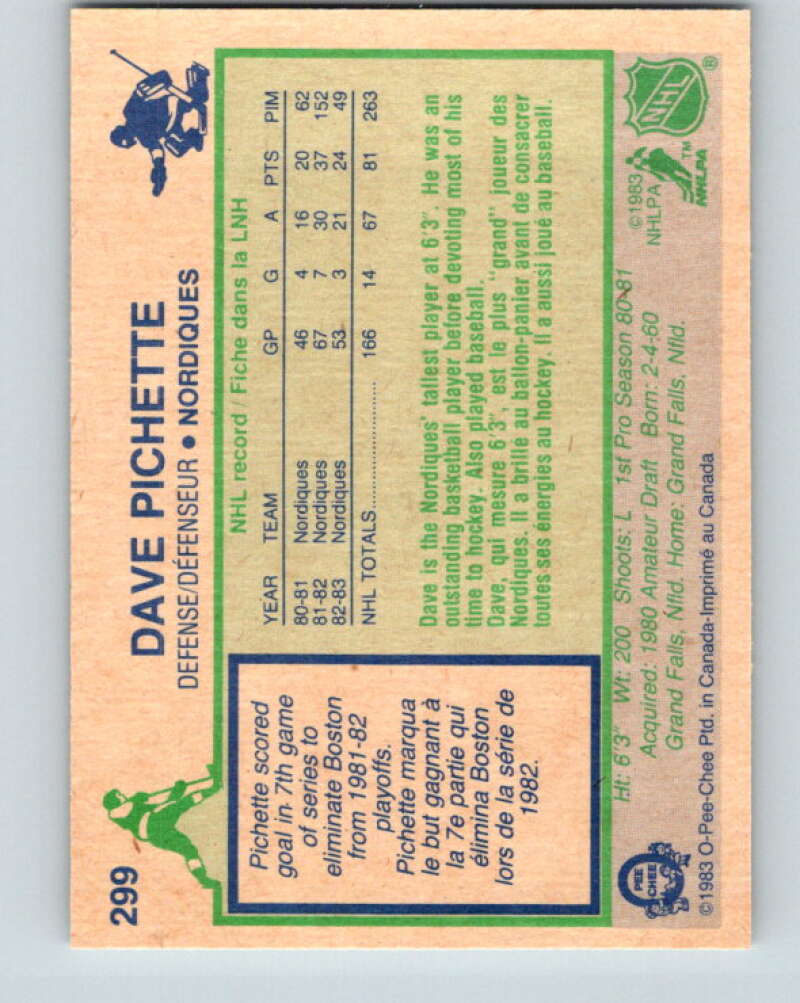 299
DAVE PICHETTE
DEFENSE/DÉFENSEUR • NORDIQUES
Pichette scored
goal in 7th game
of series to
eliminate Boston
from 1981-82
playoffs.
Pichette marqua
le but gagnant à
la 7e partie qui
élimina Boston
lors de la série de
1982.
NHL record / Fiche dans la LNH
YEAR TEAM GP G A PTS PIM
80-81 Nordiques 46 4 16 20 62
81-82 Nordiques 67 7 30 37 152
82-83 Nordiques 53 3 21 24 49
NHL TOTALS 166 14 67 81 263
Dave is the Nordiques' tallest player at 6'3". He was an
outstanding basketball player before devoting most of his
time to hockey. Also played baseball.
Dave, qui mesure 6'3", est le plus "grand" joueur des
Nordiques. Il a brillé au ballon-panier avant de consacrer
toutes ses énergies au hockey. Il a aussi joué au baseball.
Ht: 6'3" Wt: 200 Shoots: L 1st Pro Season 80-81
Acquired: 1980 Amateur Draft Born: 2-4-60
Grand Falls, Nfld. Home: Grand Falls, Nfld.
©1983
NHLPA
NHL ®
NHLPA ™
O PEE CHEE
©1983 O-Pee-Chee Ptd. in Canada-Imprimé au Canada